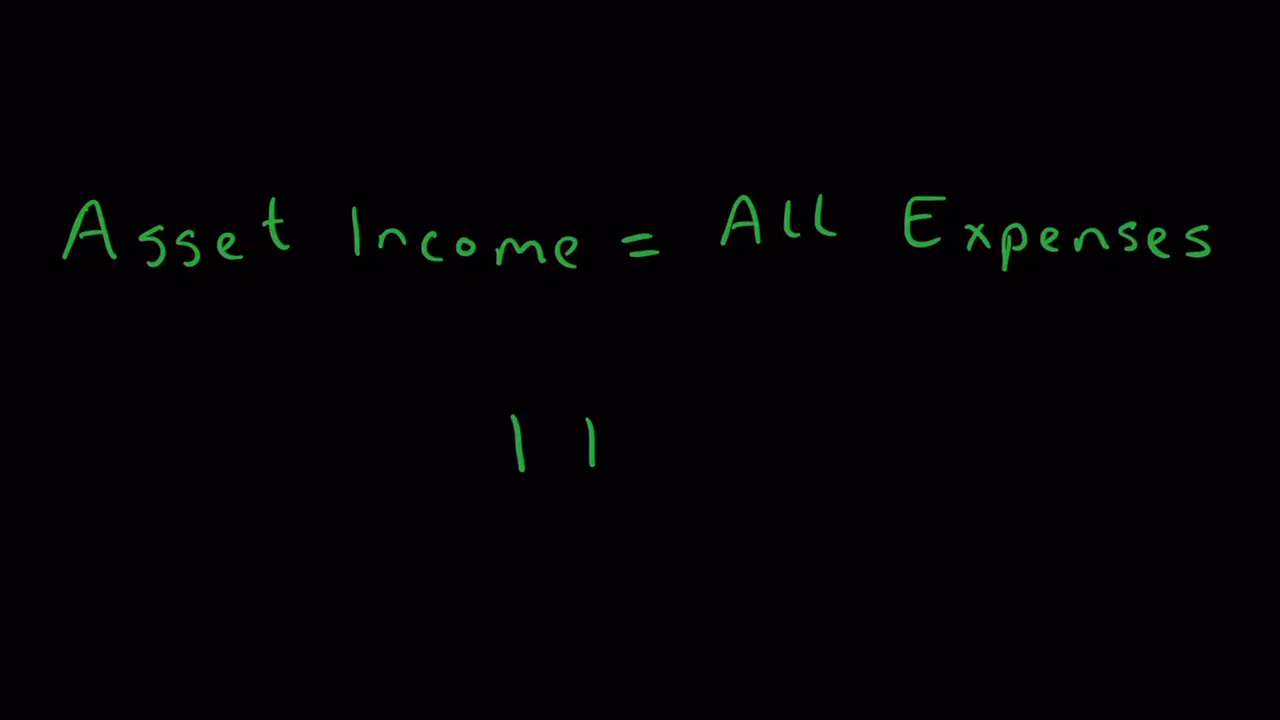 Asset Income = All Expenses
||